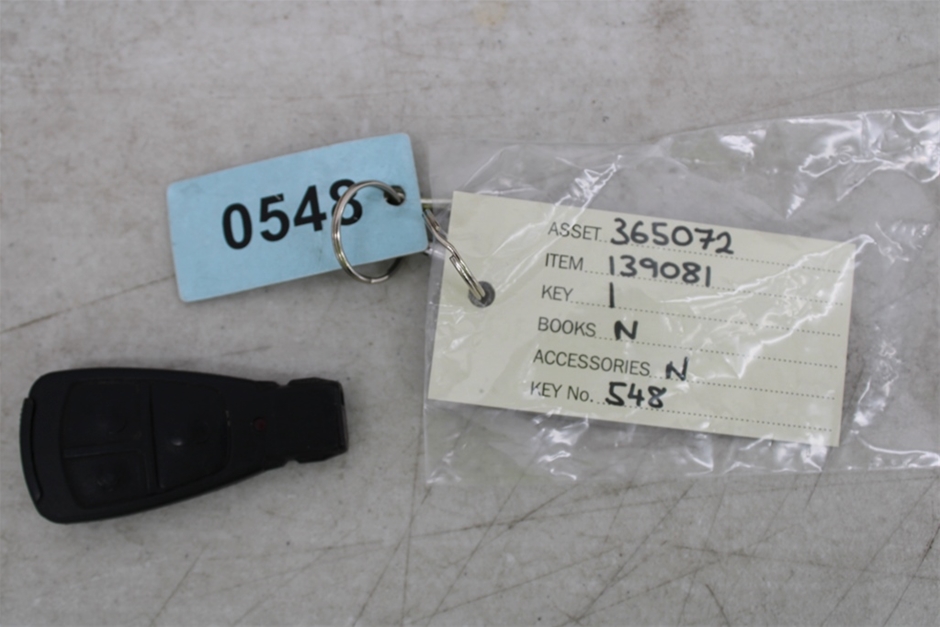 0548
ASSET 365072
ITEM 139081
KEY 1
BOOKS N
ACCESSORIES N
KEY No. 548